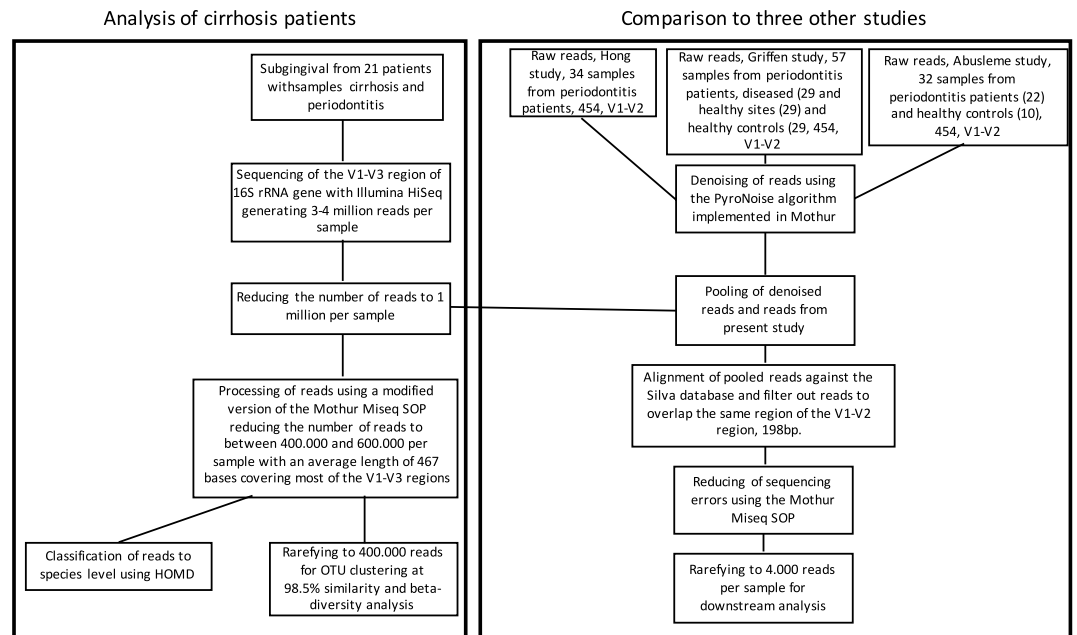 Analysis of cirrhosis patients
Subgingival from 21 patients
withsamples cirrhosis and
periodontitis
Sequencing of the V1-V3 region of
16S rRNA gene with Illumina HiSeq
generating 3-4 million reads per
sample
Reducing the number of reads to 1
million per sample
Processing of reads using a modified
version of the Mothur Miseq SOP
reducing the number of reads to
between 400.000 and 600.000 per
sample with an average length of 467
bases covering most of the V1-V3 regions
Classification of reads to
species level using HOMD
Rarefying to 400.000 reads
for OTU clustering at
98.5% similarity and beta-
diversity analysis
Comparison to three other studies
Raw reads, Hong
study, 34 samples
from periodontitis
patients, 454, V1-V2
Raw reads, Griffen study, 57
samples from periodontitis
patients, diseased (29 and
healthy sites (29) and
healthy controls (29, 454,
V1-V2
Raw reads, Abusleme study,
32 samples from
periodontitis patients (22)
and healthy controls (10),
454, V1-V2
Denoising of reads using
the PyroNoise algorithm
implemented in Mothur
Pooling of denoised
reads and reads from
present study
Alignment of pooled reads against the
Silva database and filter out reads to
overlap the same region of the V1-V2
region, 198bp.
Reducing of sequencing
errors using the Mothur
Miseq SOP
Rarefying to 4.000 reads
per sample for
downstream analysis